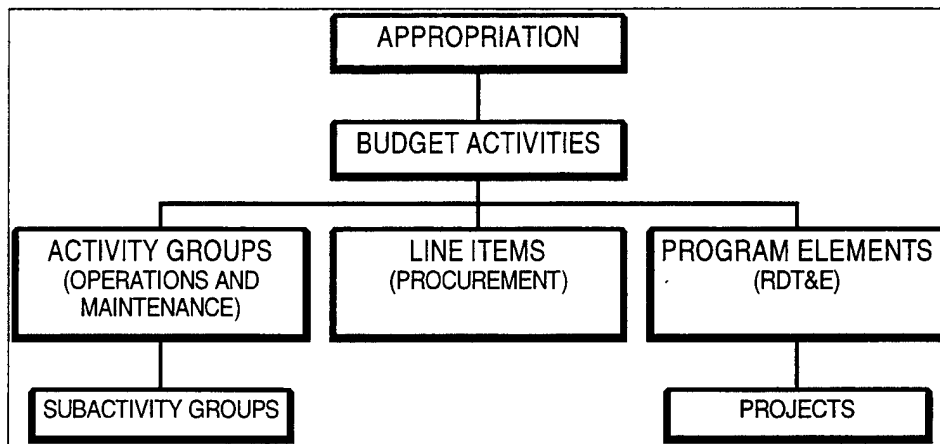 APPROPRIATION
BUDGET ACTIVITIES
ACTIVITY GROUPS
(OPERATIONS AND
MAINTENANCE)
LINE ITEMS
(PROCUREMENT)
PROGRAM ELEMENTS
(RDT&E)
SUBACTIVITY GROUPS
PROJECTS